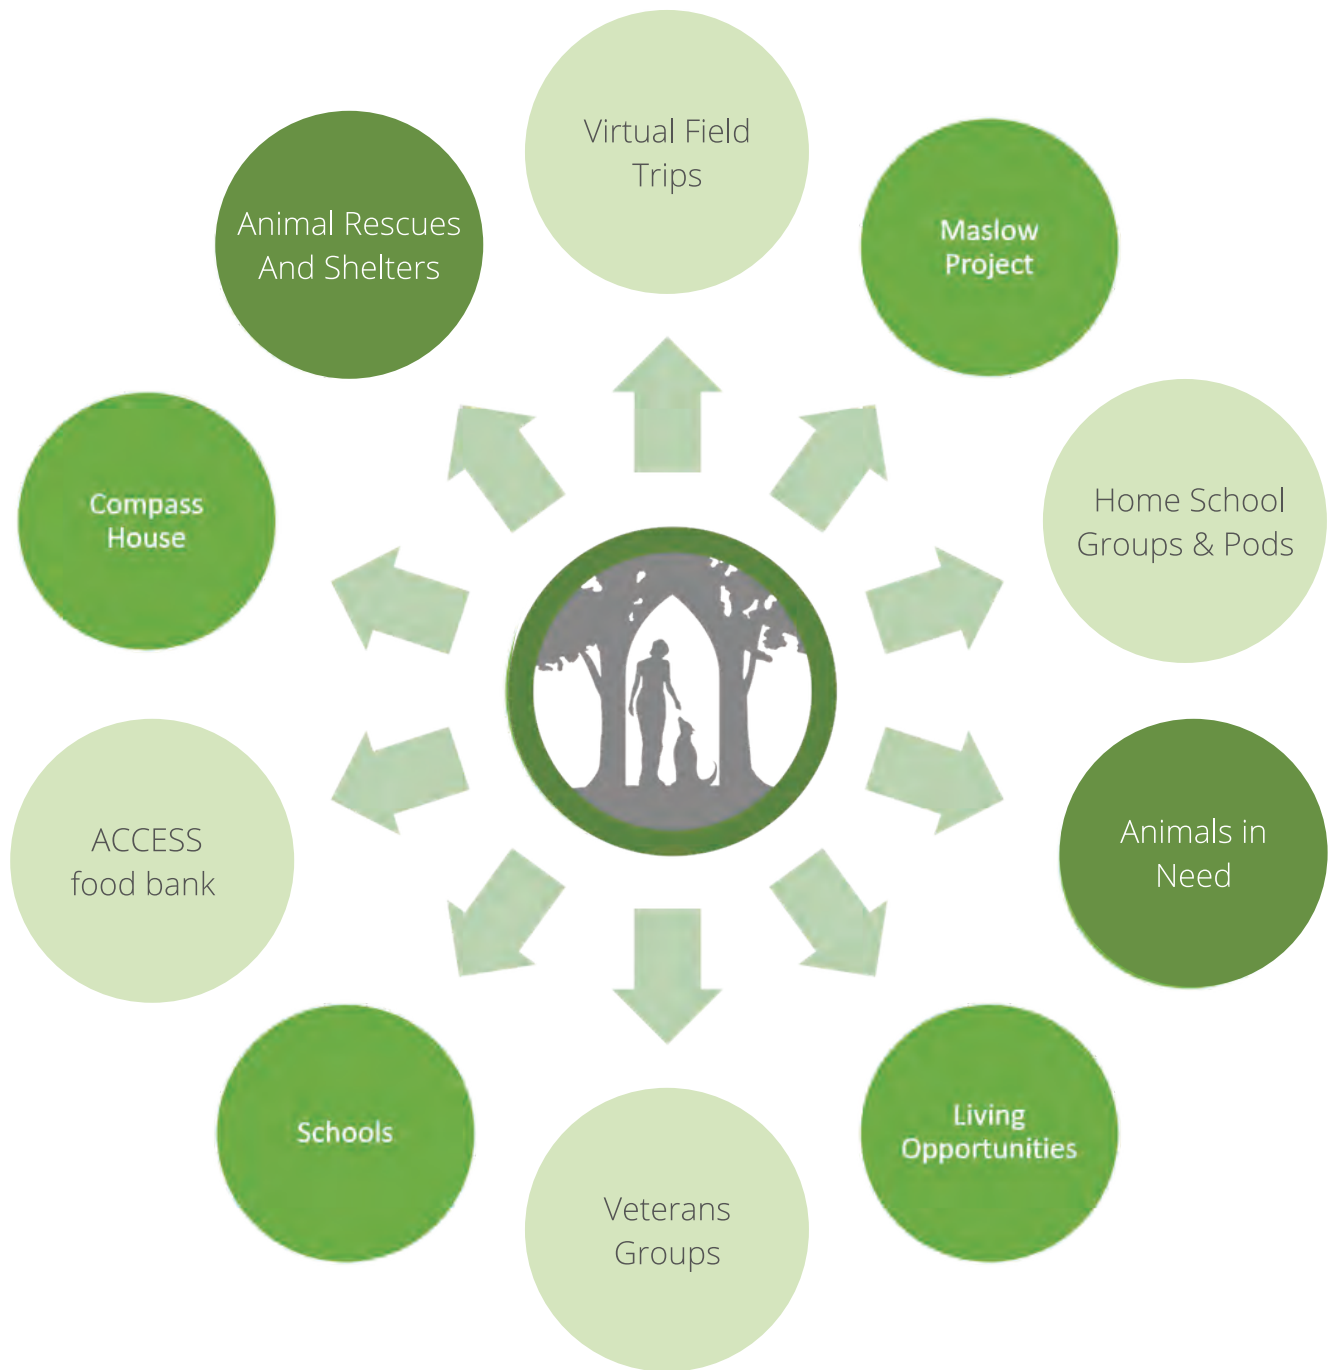 Virtual Field
Trips
Maslow
Project
Home School
Groups & Pods
Animals in
Need
Living
Opportunities
Veterans
Groups
Schools
ACCESS
food bank
Compass
House
Animal Rescues
And Shelters